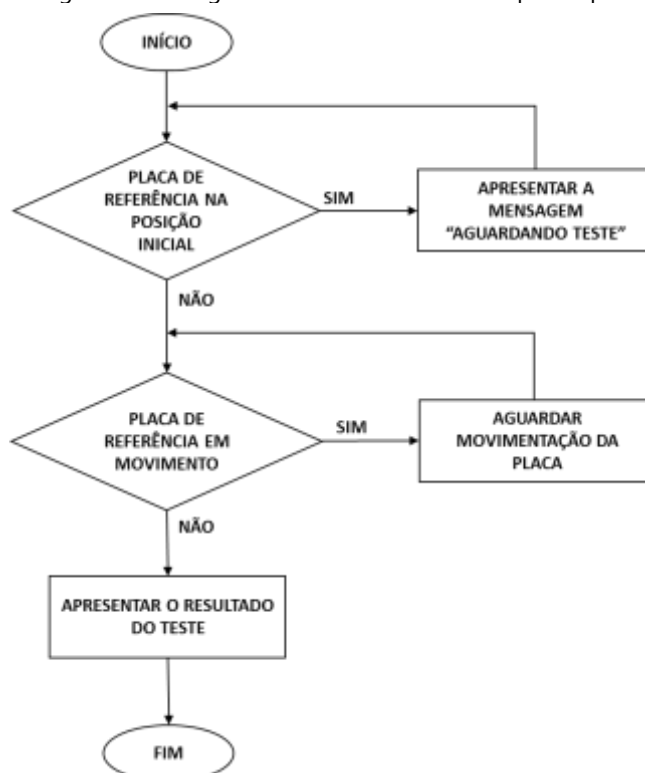 INÍCIO
PLACA DE
REFERÊNCIA NA
POSIÇÃO
INICIAL
SIM
APRESENTAR A
MENSAGEM
“AGUARDANDO TESTE”
NÃO
PLACA DE
REFERÊNCIA EM
MOVIMENTO
SIM
AGUARDAR
MOVIMENTAÇÃO DA
PLACA
NÃO
APRESENTAR O RESULTADO
DO TESTE
FIM